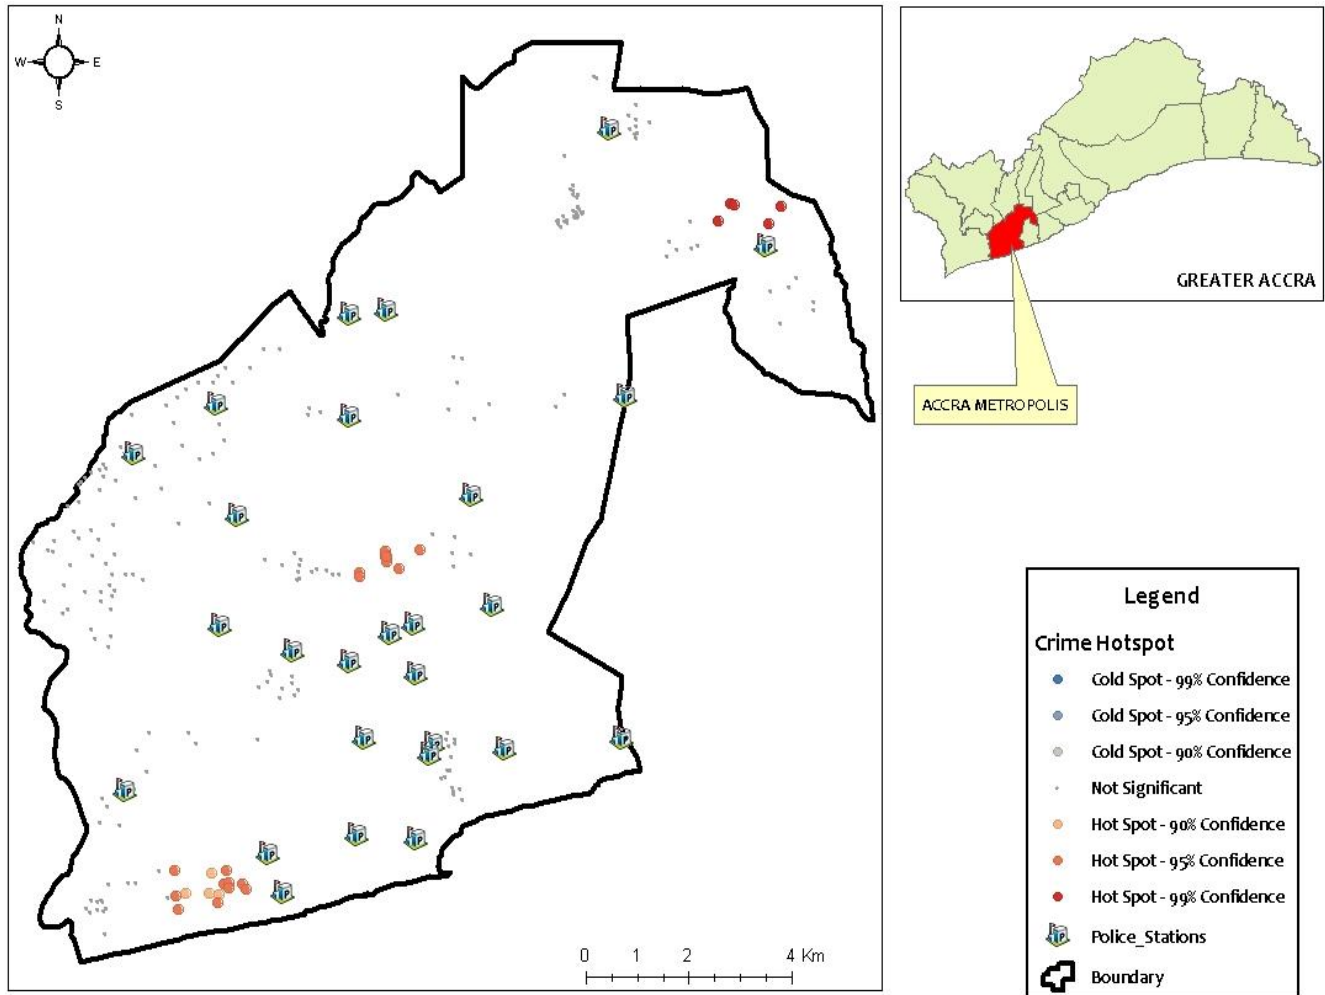 N
W E
S
GREATER ACCRA
ACCRA METROPOLIS
Legend
Crime Hotspot
Cold Spot - 99% Confidence
Cold Spot - 95% Confidence
Cold Spot - 90% Confidence
Not Significant
Hot Spot - 90% Confidence
Hot Spot - 95% Confidence
Hot Spot - 99% Confidence
Police_Stations
Boundary
0 1 2 4 Km